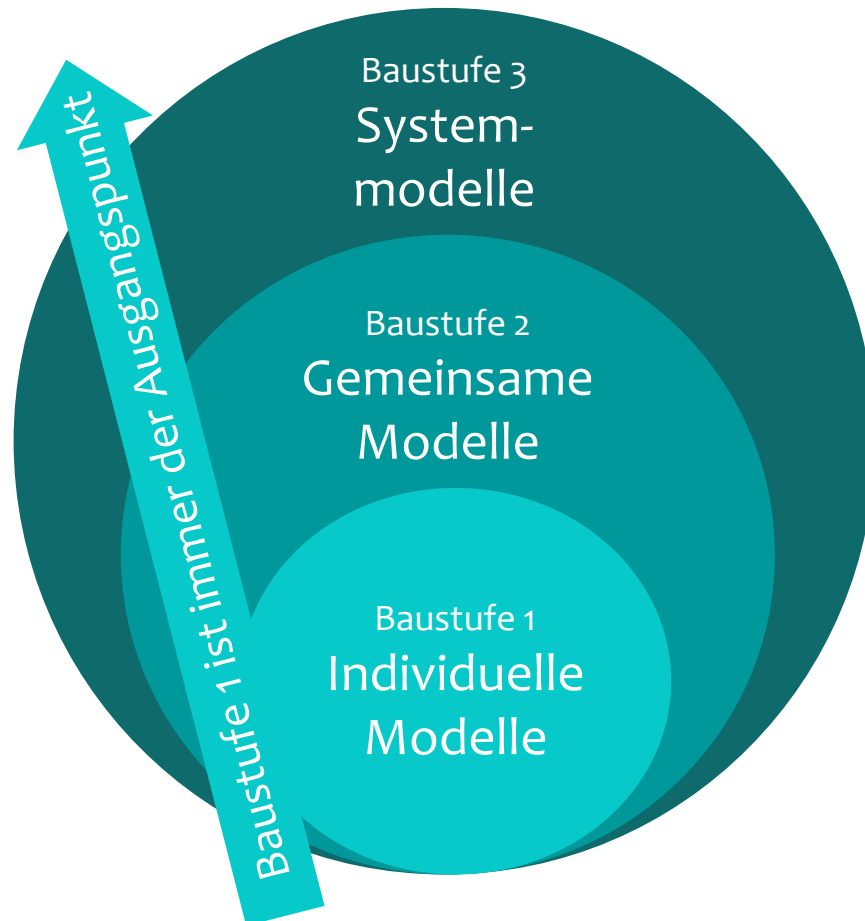 Baustufe 3
System-
modelle
Baustufe 2
Gemeinsame
Modelle
Baustufe 1
Individuelle
Modelle
Baustufe 1 ist immer der Ausgangspunkt